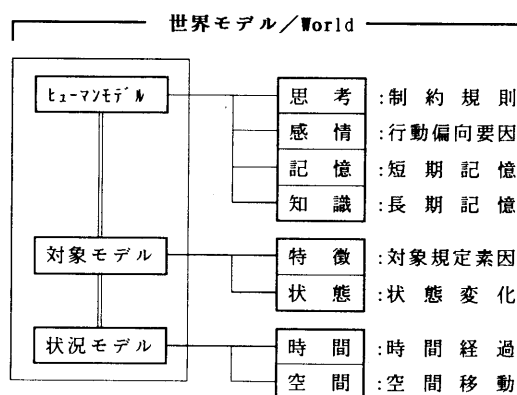 世界モデル／World
ﾋｭｰﾏﾝﾓﾃﾞﾙ
思考 :制約規則
感情 :行動偏向要因
記憶 :短期記憶
知識 :長期記憶
対象モデル
特徴 :対象規定素因
状態 :状態変化
状況モデル
時間 :時間経過
空間 :空間移動